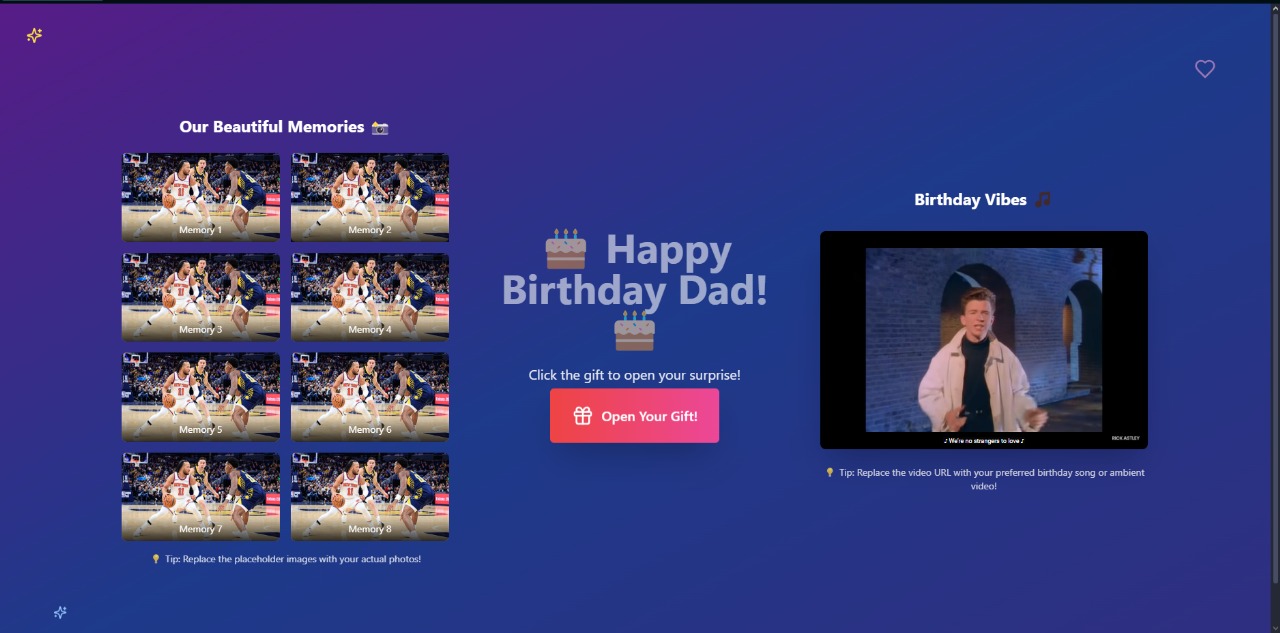 Our Beautiful Memories 📸
Memory 1
Memory 2
Memory 3
Memory 4
Memory 5
Memory 6
Memory 7
Memory 8
💡 Tip: Replace the placeholder images with your actual photos!
🎂 Happy
Birthday Dad!
🎂
Click the gift to open your surprise!
Open Your Gift!
Birthday Vibes 🎵
♪ We're no strangers to love ♪
RICK ASTLEY
💡 Tip: Replace the video URL with your preferred birthday song or ambient
video!